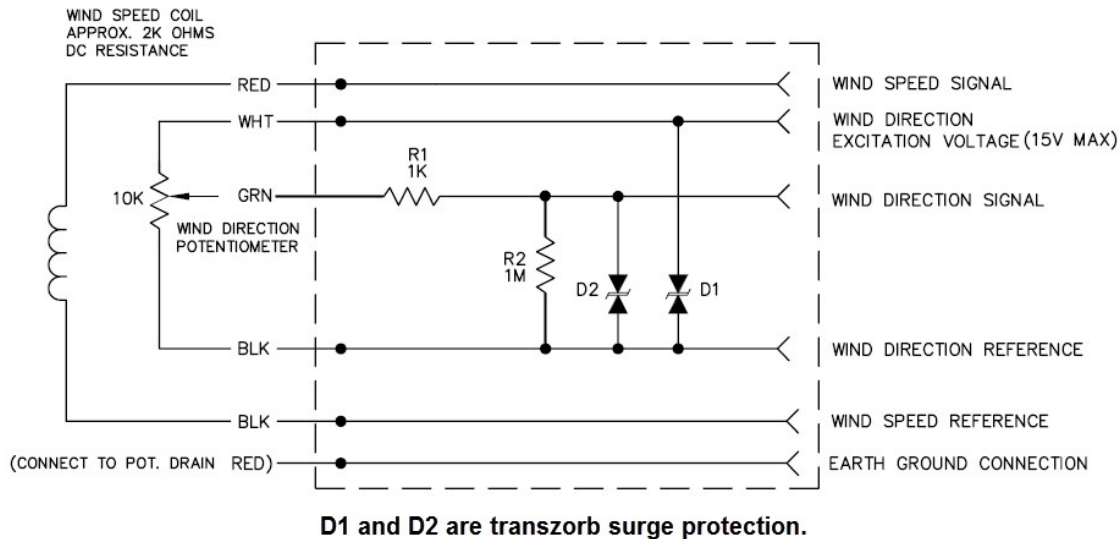 WIND SPEED COIL
APPROX. 2K OHMS
DC RESISTANCE
RED
WIND SPEED SIGNAL
WHT
WIND DIRECTION
EXCITATION VOLTAGE (15V MAX)
R1
1K
10K
GRN
WIND DIRECTION SIGNAL
WIND DIRECTION
POTENTIOMETER
R2
1M
D2
D1
BLK
WIND DIRECTION REFERENCE
BLK
WIND SPEED REFERENCE
(CONNECT TO POT. DRAIN RED)
EARTH GROUND CONNECTION
D1 and D2 are transzorb surge protection.